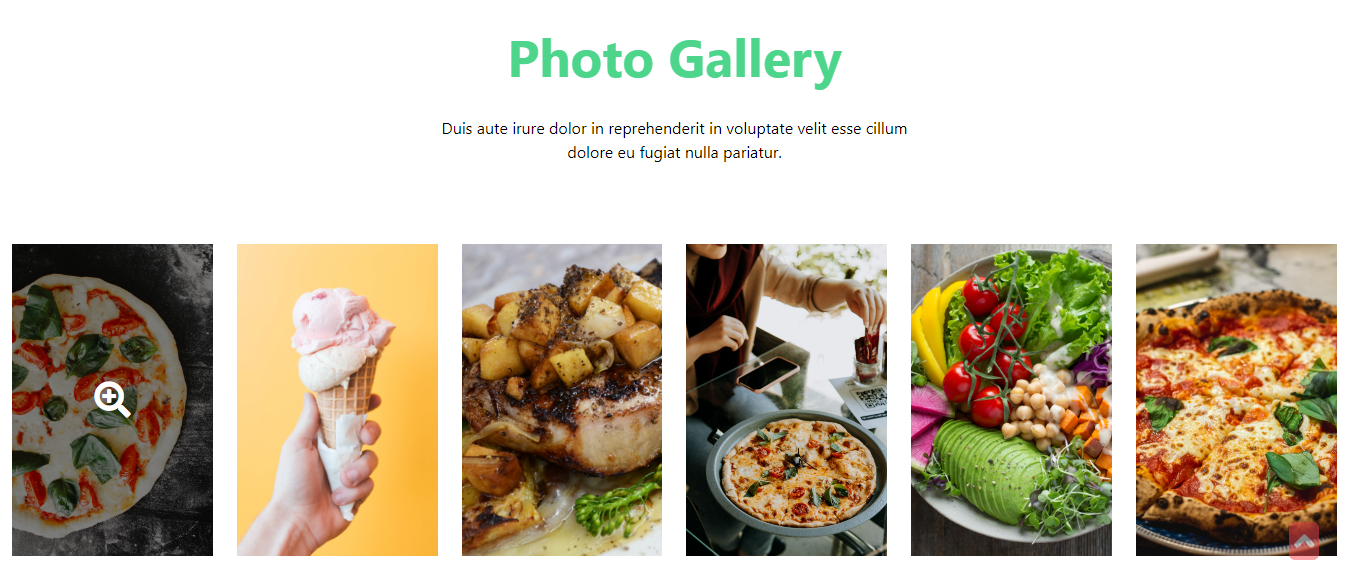 Photo Gallery
Duis aute irure dolor in reprehenderit in voluptate velit esse cillum
dolore eu fugiat nulla pariatur.